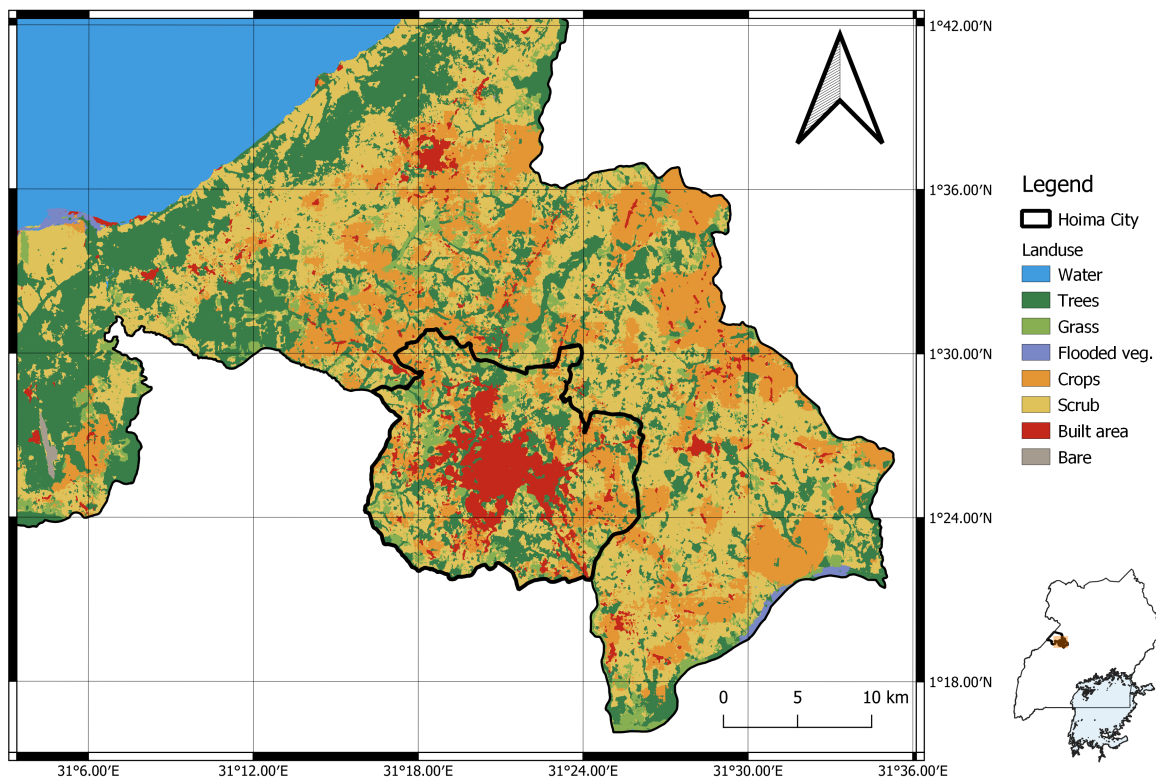 1°42.00'N
1°36.00'N
1°30.00'N
1°24.00'N
1°18.00'N
31°6.00'E
31°12.00'E
31°18.00'E
31°24.00'E
31°30.00'E
31°36.00'E
0
5
10 km
Legend
Hoima City
Landuse
Water
Trees
Grass
Flooded veg.
Crops
Scrub
Built area
Bare